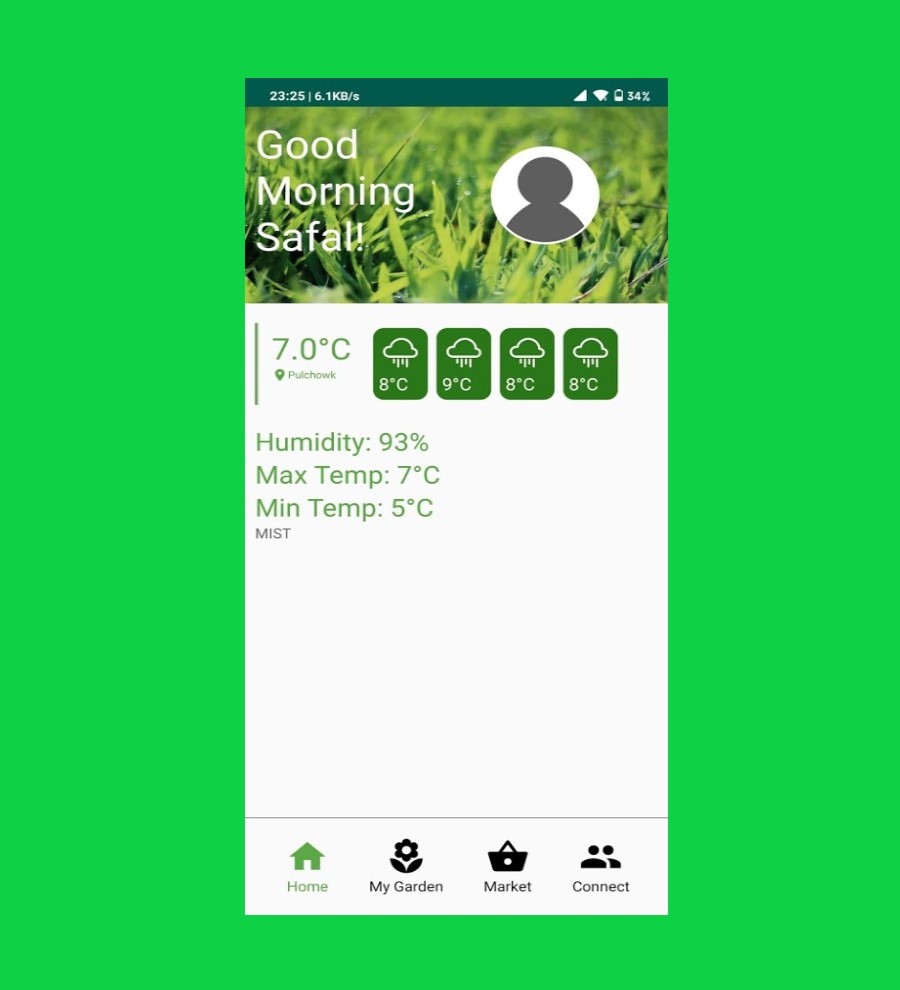 23:25 | 6.1KB/s 34%
Good
Morning
Safal!
7.0°C
Pulchowk
8°C 9°C 8°C 8°C
Humidity: 93%
Max Temp: 7°C
Min Temp: 5°C
MIST
Home My Garden Market Connect